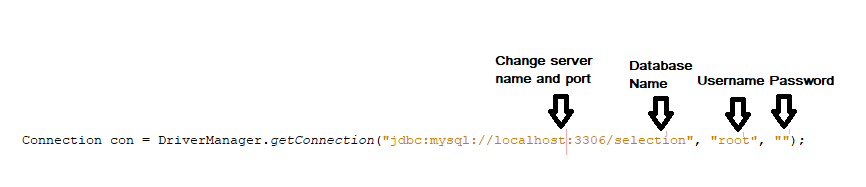 Change server
name and port
Database
Name
Username Password
Connection con = DriverManager.getConnection("jdbc:mysql://localhost:3306/selection", "root", "");